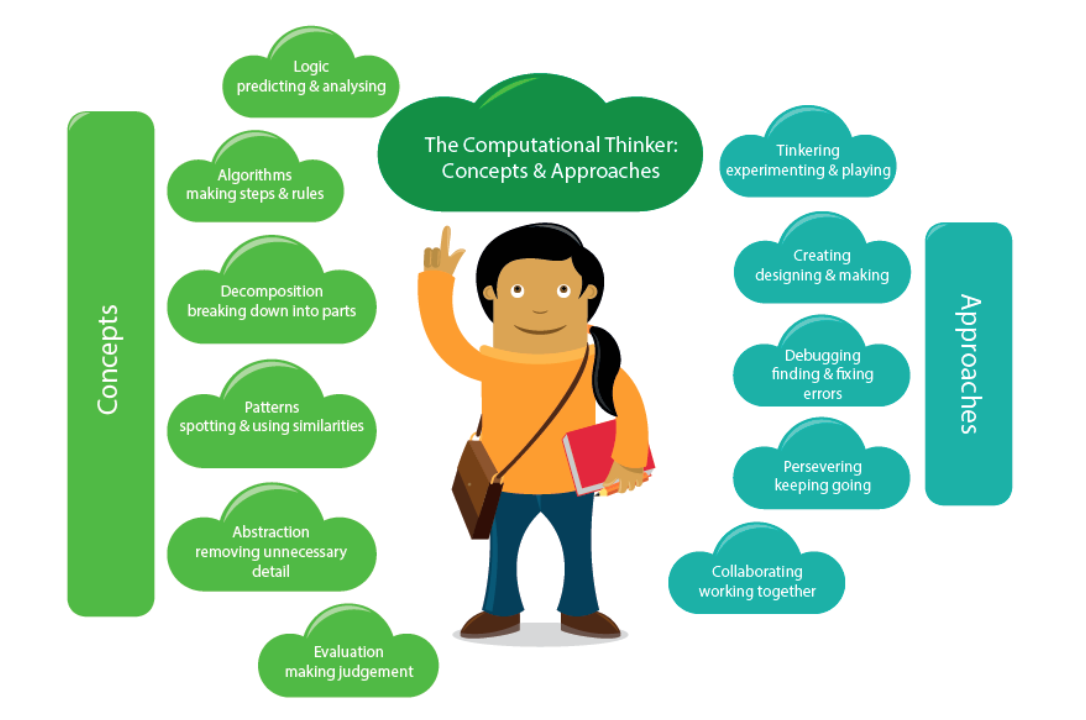 The Computational Thinker:
Concepts & Approaches
Concepts
Logic
predicting & analysing
Algorithms
making steps & rules
Decomposition
breaking down into parts
Patterns
spotting & using similarities
Abstraction
removing unnecessary
detail
Evaluation
making judgement
Approaches
Tinkering
experimenting & playing
Creating
designing & making
Debugging
finding & fixing
errors
Persevering
keeping going
Collaborating
working together